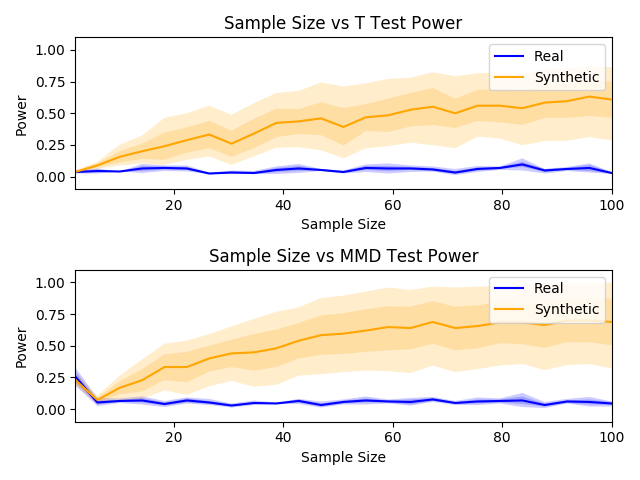 Sample Size vs T Test Power
1.00
0.75
0.50
0.25
0.00
Power
Real
Synthetic
20
40
60
80
100
Sample Size
Sample Size vs MMD Test Power
1.00
0.75
0.50
0.25
0.00
Power
Real
Synthetic
20
40
60
80
100
Sample Size